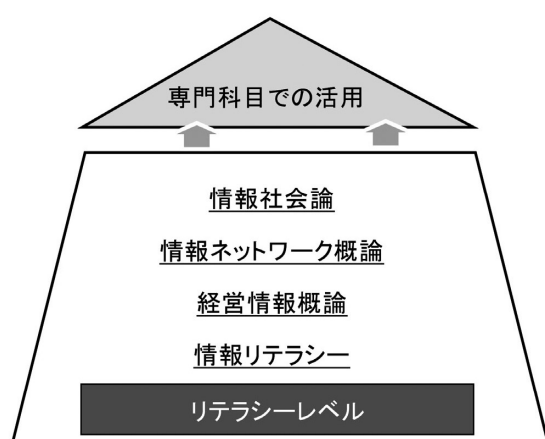 専門科目での活用
情報社会論
情報ネットワーク概論
経営情報概論
情報リテラシー
リテラシーレベル